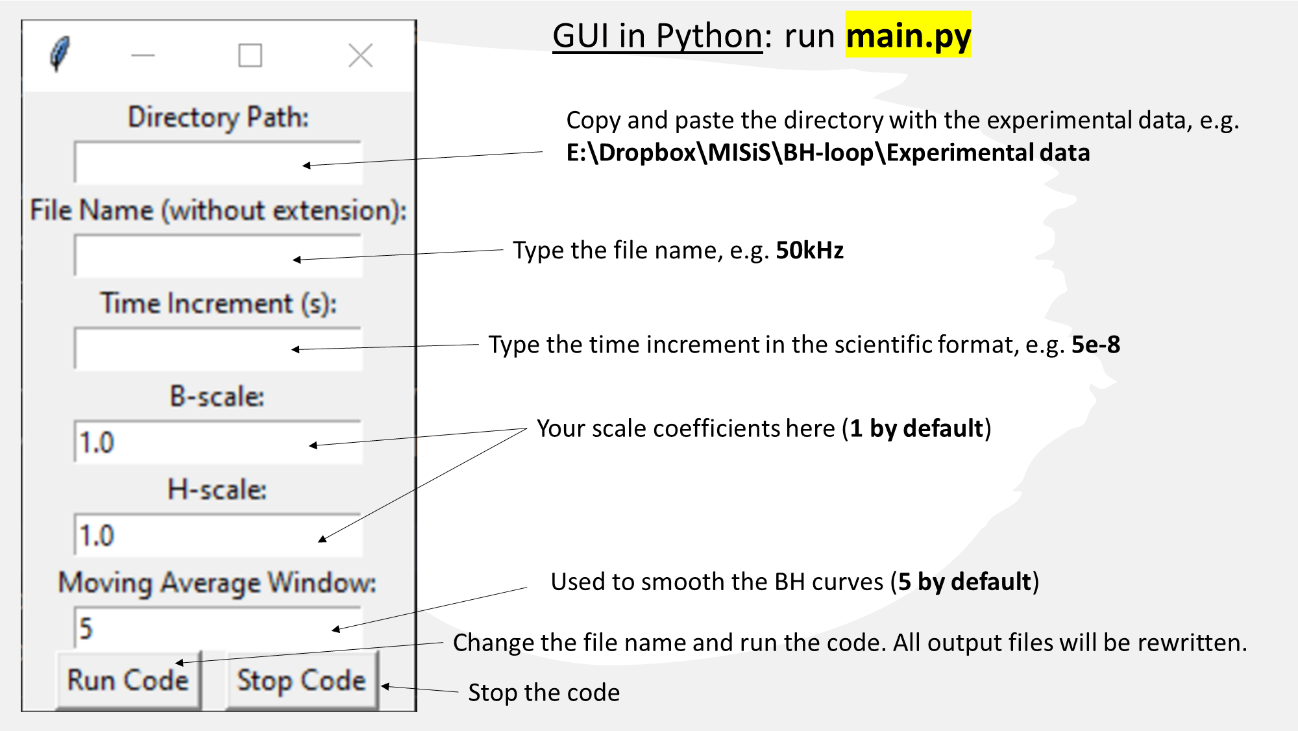 GUI in Python: run main.py
Directory Path:
Copy and paste the directory with the experimental data, e.g.
E:\Dropbox\MISiS\BH-loop\Experimental data
File Name (without extension):
Type the file name, e.g. 50kHz
Time Increment (s):
Type the time increment in the scientific format, e.g. 5e-8
B-scale:
1.0
Your scale coefficients here (1 by default)
H-scale:
1.0
Moving Average Window:
5
Used to smooth the BH curves (5 by default)
Change the file name and run the code. All output files will be rewritten.
Run Code
Stop Code
Stop the code